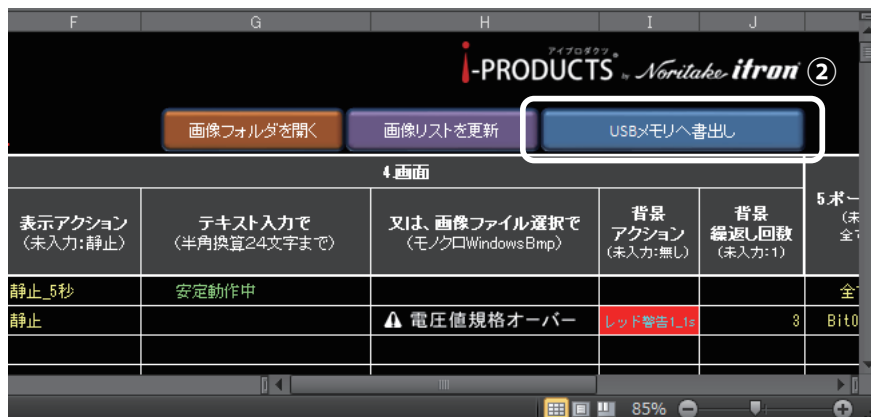 F G H I J
アイプロダクツ
i-PRODUCTS by Noritake itron ②
画像フォルダを開く 画像リストを更新 USBメモリへ書出し
4.画面
表示アクション
(未入力:静止)
テキスト入力で
(半角換算24文字まで)
又は、画像ファイル選択で
(モノクロWindowsBmp)
背景
アクション
(未入力:無し)
背景
繰返し回数
(未入力:1)
5.ポー
(未
全
静止_5秒 安定動作中 全
静止 電圧値規格オーバー レッド警告1_1s 3 Bit0
85%